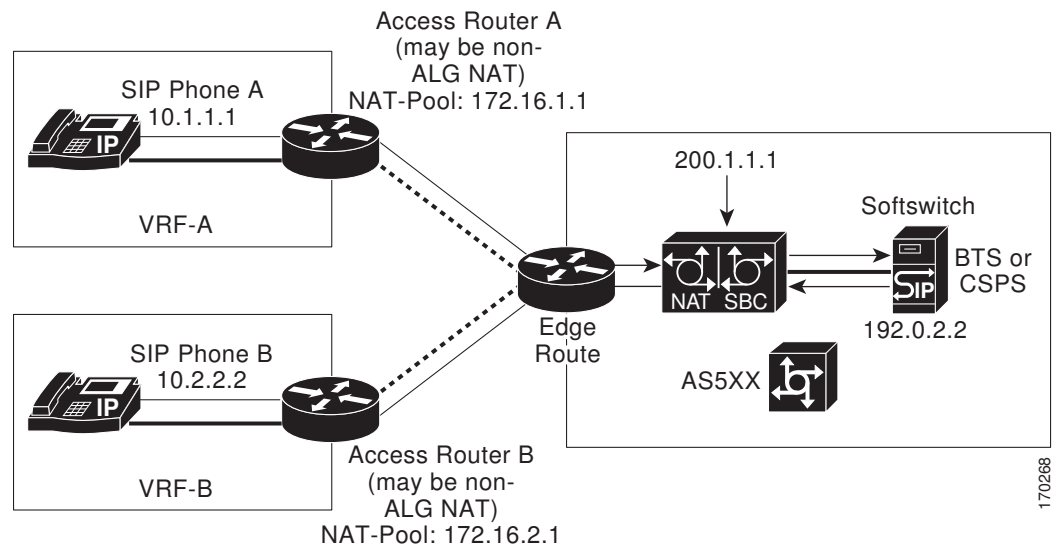 Access Router A
(may be non-
ALG NAT)
NAT-Pool: 172.16.1.1
SIP Phone A
10.1.1.1
IP
VRF-A
200.1.1.1
Softswitch
BTS or
CSPS
NAT SBC
SIP
192.0.2.2
Edge
Route
AS5XX
SIP Phone B
10.2.2.2
IP
VRF-B
Access Router B
(may be non-
ALG NAT)
NAT-Pool: 172.16.2.1
170268